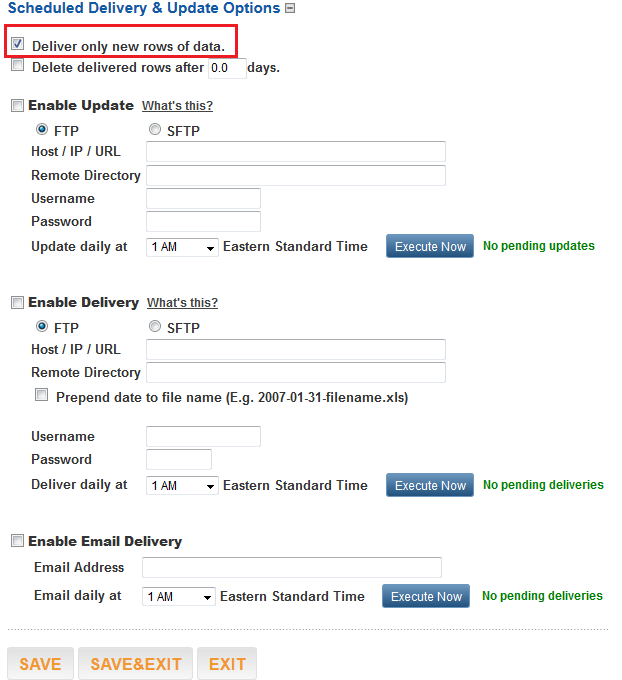 Scheduled Delivery & Update Options
Deliver only new rows of data.
Delete delivered rows after 0.0 days.
Enable Update What's this?
FTP SFTP
Host / IP / URL
Remote Directory
Username
Password
Update daily at 1 AM Eastern Standard Time Execute Now No pending updates
Enable Delivery What's this?
FTP SFTP
Host / IP / URL
Remote Directory
Prepend date to file name (E.g. 2007-01-31-filename.xls)
Username
Password
Deliver daily at 1 AM Eastern Standard Time Execute Now No pending deliveries
Enable Email Delivery
Email Address
Email daily at 1 AM Eastern Standard Time Execute Now No pending deliveries
SAVE SAVE&EXIT EXIT